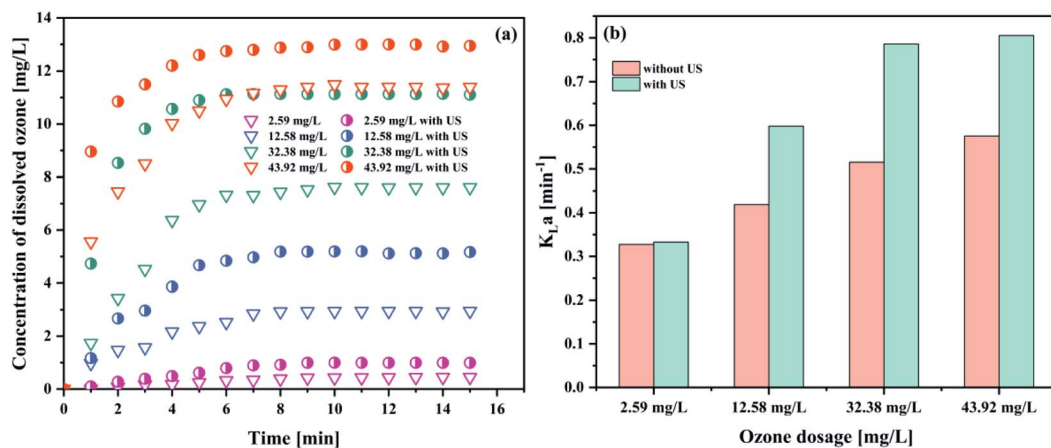 (a)
Concentration of dissolved ozone [mg/L]
14
12
10
8
6
4
2
0
2.59 mg/L
2.59 mg/L with US
12.58 mg/L
12.58 mg/L with US
32.38 mg/L
32.38 mg/L with US
43.92 mg/L
43.92 mg/L with US
0 2 4 6 8 10 12 14 16
Time [min]
(b)
K_L a [min⁻¹]
0.8
0.7
0.6
0.5
0.4
0.3
0.2
0.1
0.0
without US
with US
2.59 mg/L 12.58 mg/L 32.38 mg/L 43.92 mg/L
Ozone dosage [mg/L]